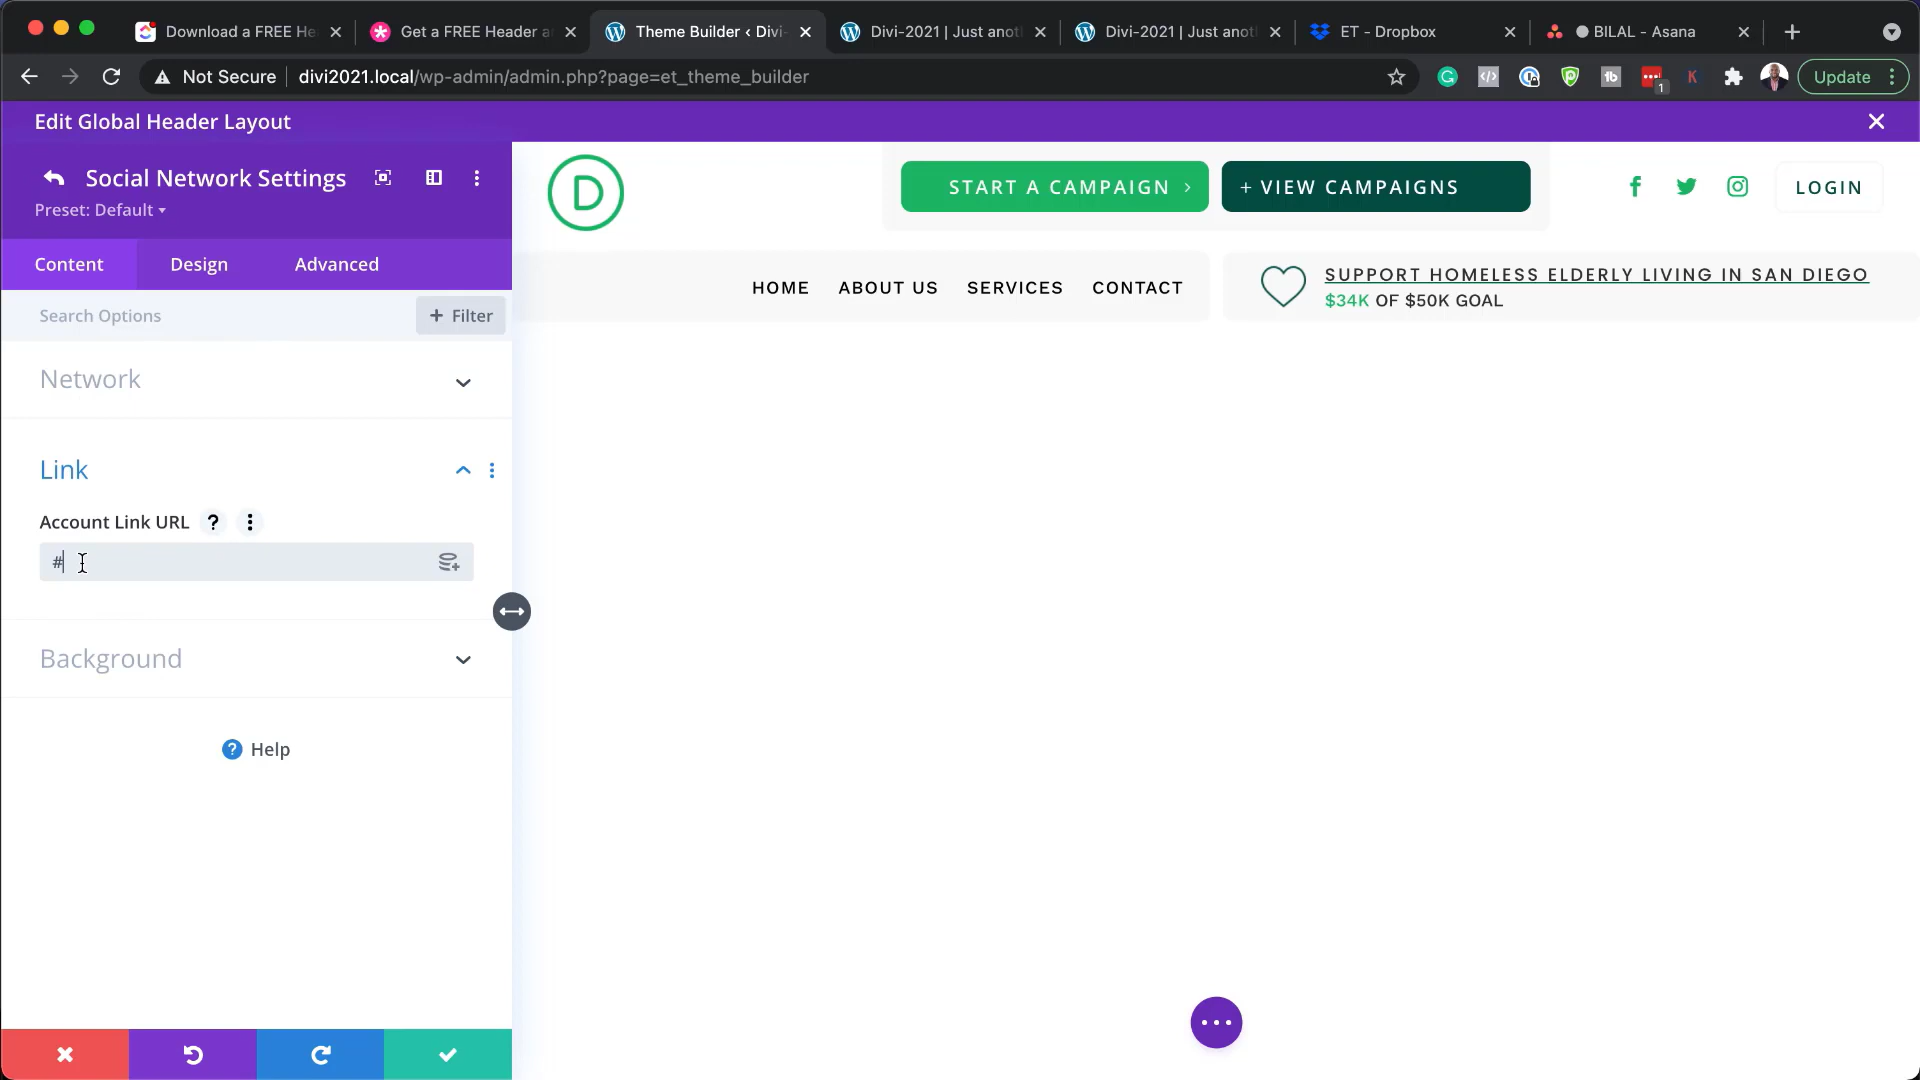 Download a FREE He
Get a FREE Header a
Theme Builder ‹ Divi-
Divi-2021 | Just anot
Divi-2021 | Just anot
ET - Dropbox
BILAL - Asana
Not Secure
divi2021.local/wp-admin/admin.php?page=et_theme_builder
1
K
Update
Edit Global Header Layout
Social Network Settings
Preset: Default
Content
Design
Advanced
Search Options
+ Filter
Network
Link
Account Link URL ?
#
Background
? Help
D
START A CAMPAIGN
+ VIEW CAMPAIGNS
LOGIN
HOME
ABOUT US
SERVICES
CONTACT
SUPPORT HOMELESS ELDERLY LIVING IN SAN DIEGO
$34K OF $50K GOAL